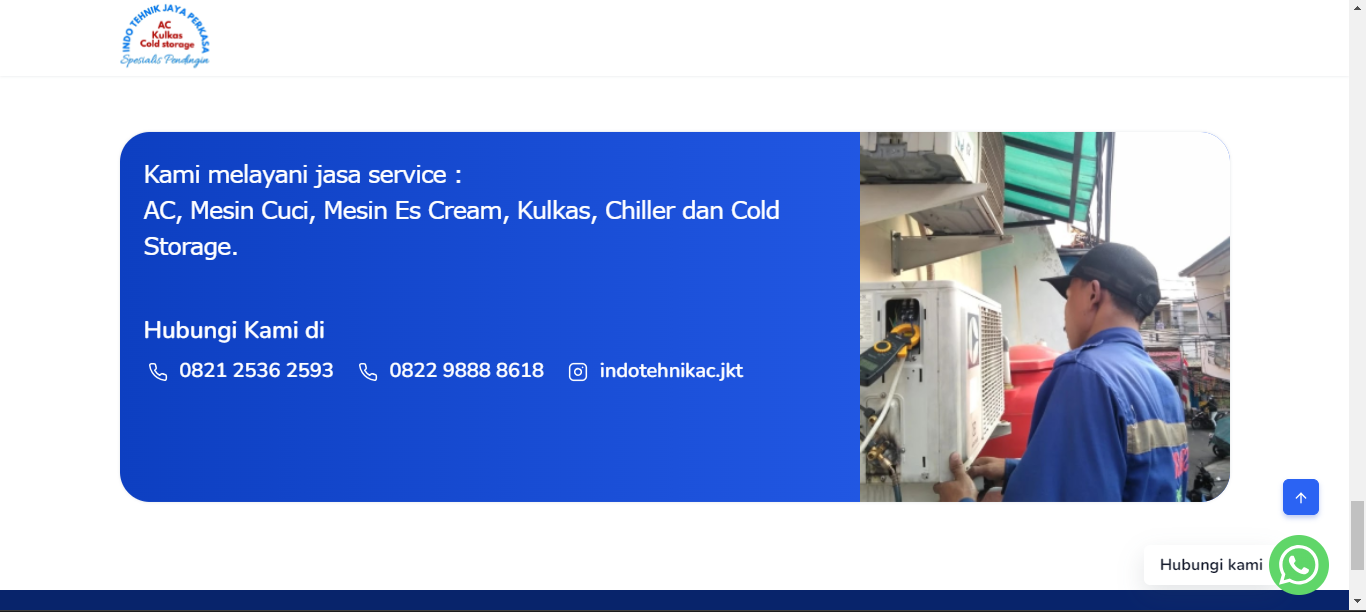 INDO TEHNIK JAYA PERKASA
AC
Kulkas
Cold storage
Spesialis Pendingin
Kami melayani jasa service :
AC, Mesin Cuci, Mesin Es Cream, Kulkas, Chiller dan Cold
Storage.
Hubungi Kami di
0821 2536 2593 0822 9888 8618 indotehnikac.jkt
Hubungi kami